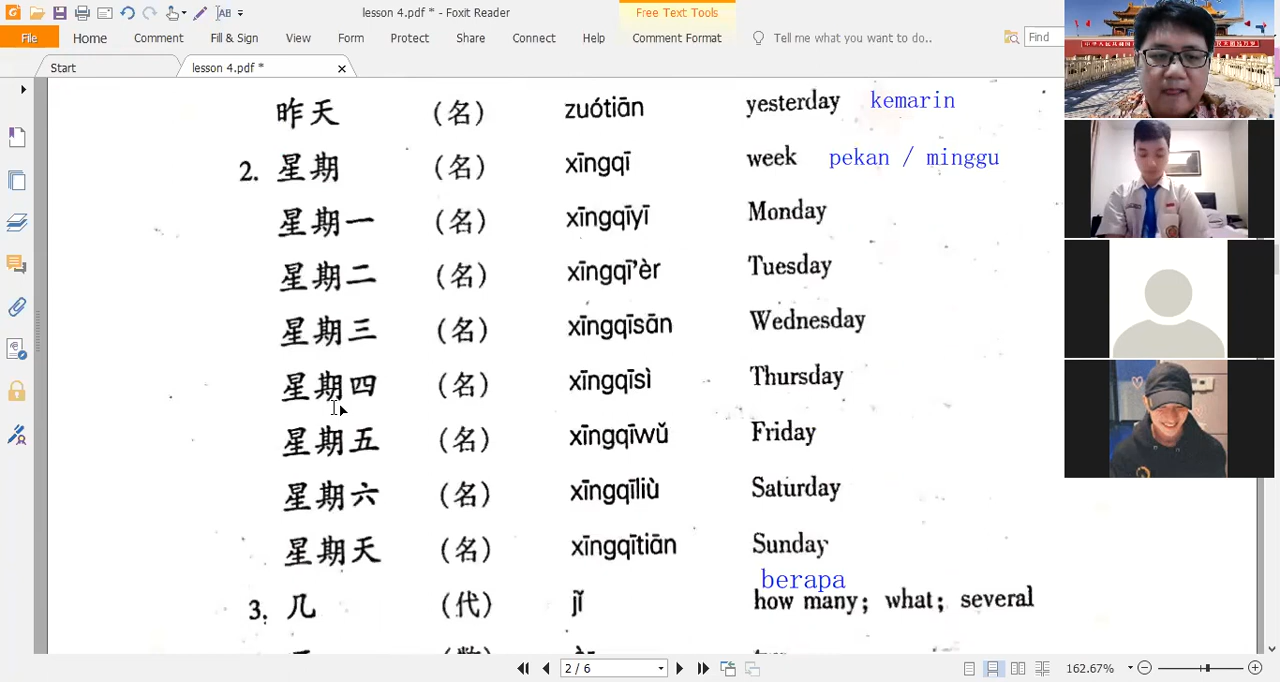 lesson 4.pdf * - Foxit Reader
Free Text Tools
File Home Comment Fill & Sign View Form Protect Share Connect Help Comment Format Tell me what you want to do.. Find
Start lesson 4.pdf *
昨天 (名) zuótiān yesterday kemarin
2. 星期 (名) xīngqī week pekan / minggu
星期一 (名) xīngqīyī Monday
星期二 (名) xīngqī'èr Tuesday
星期三 (名) xīngqīsān Wednesday
星期四 (名) xīngqīsì Thursday
星期五 (名) xīngqīwǔ Friday
星期六 (名) xīngqīliù Saturday
星期天 (名) xīngqītiān Sunday
berapa
3. 几 (代) jǐ how many; what; several
2 / 6 162.67%